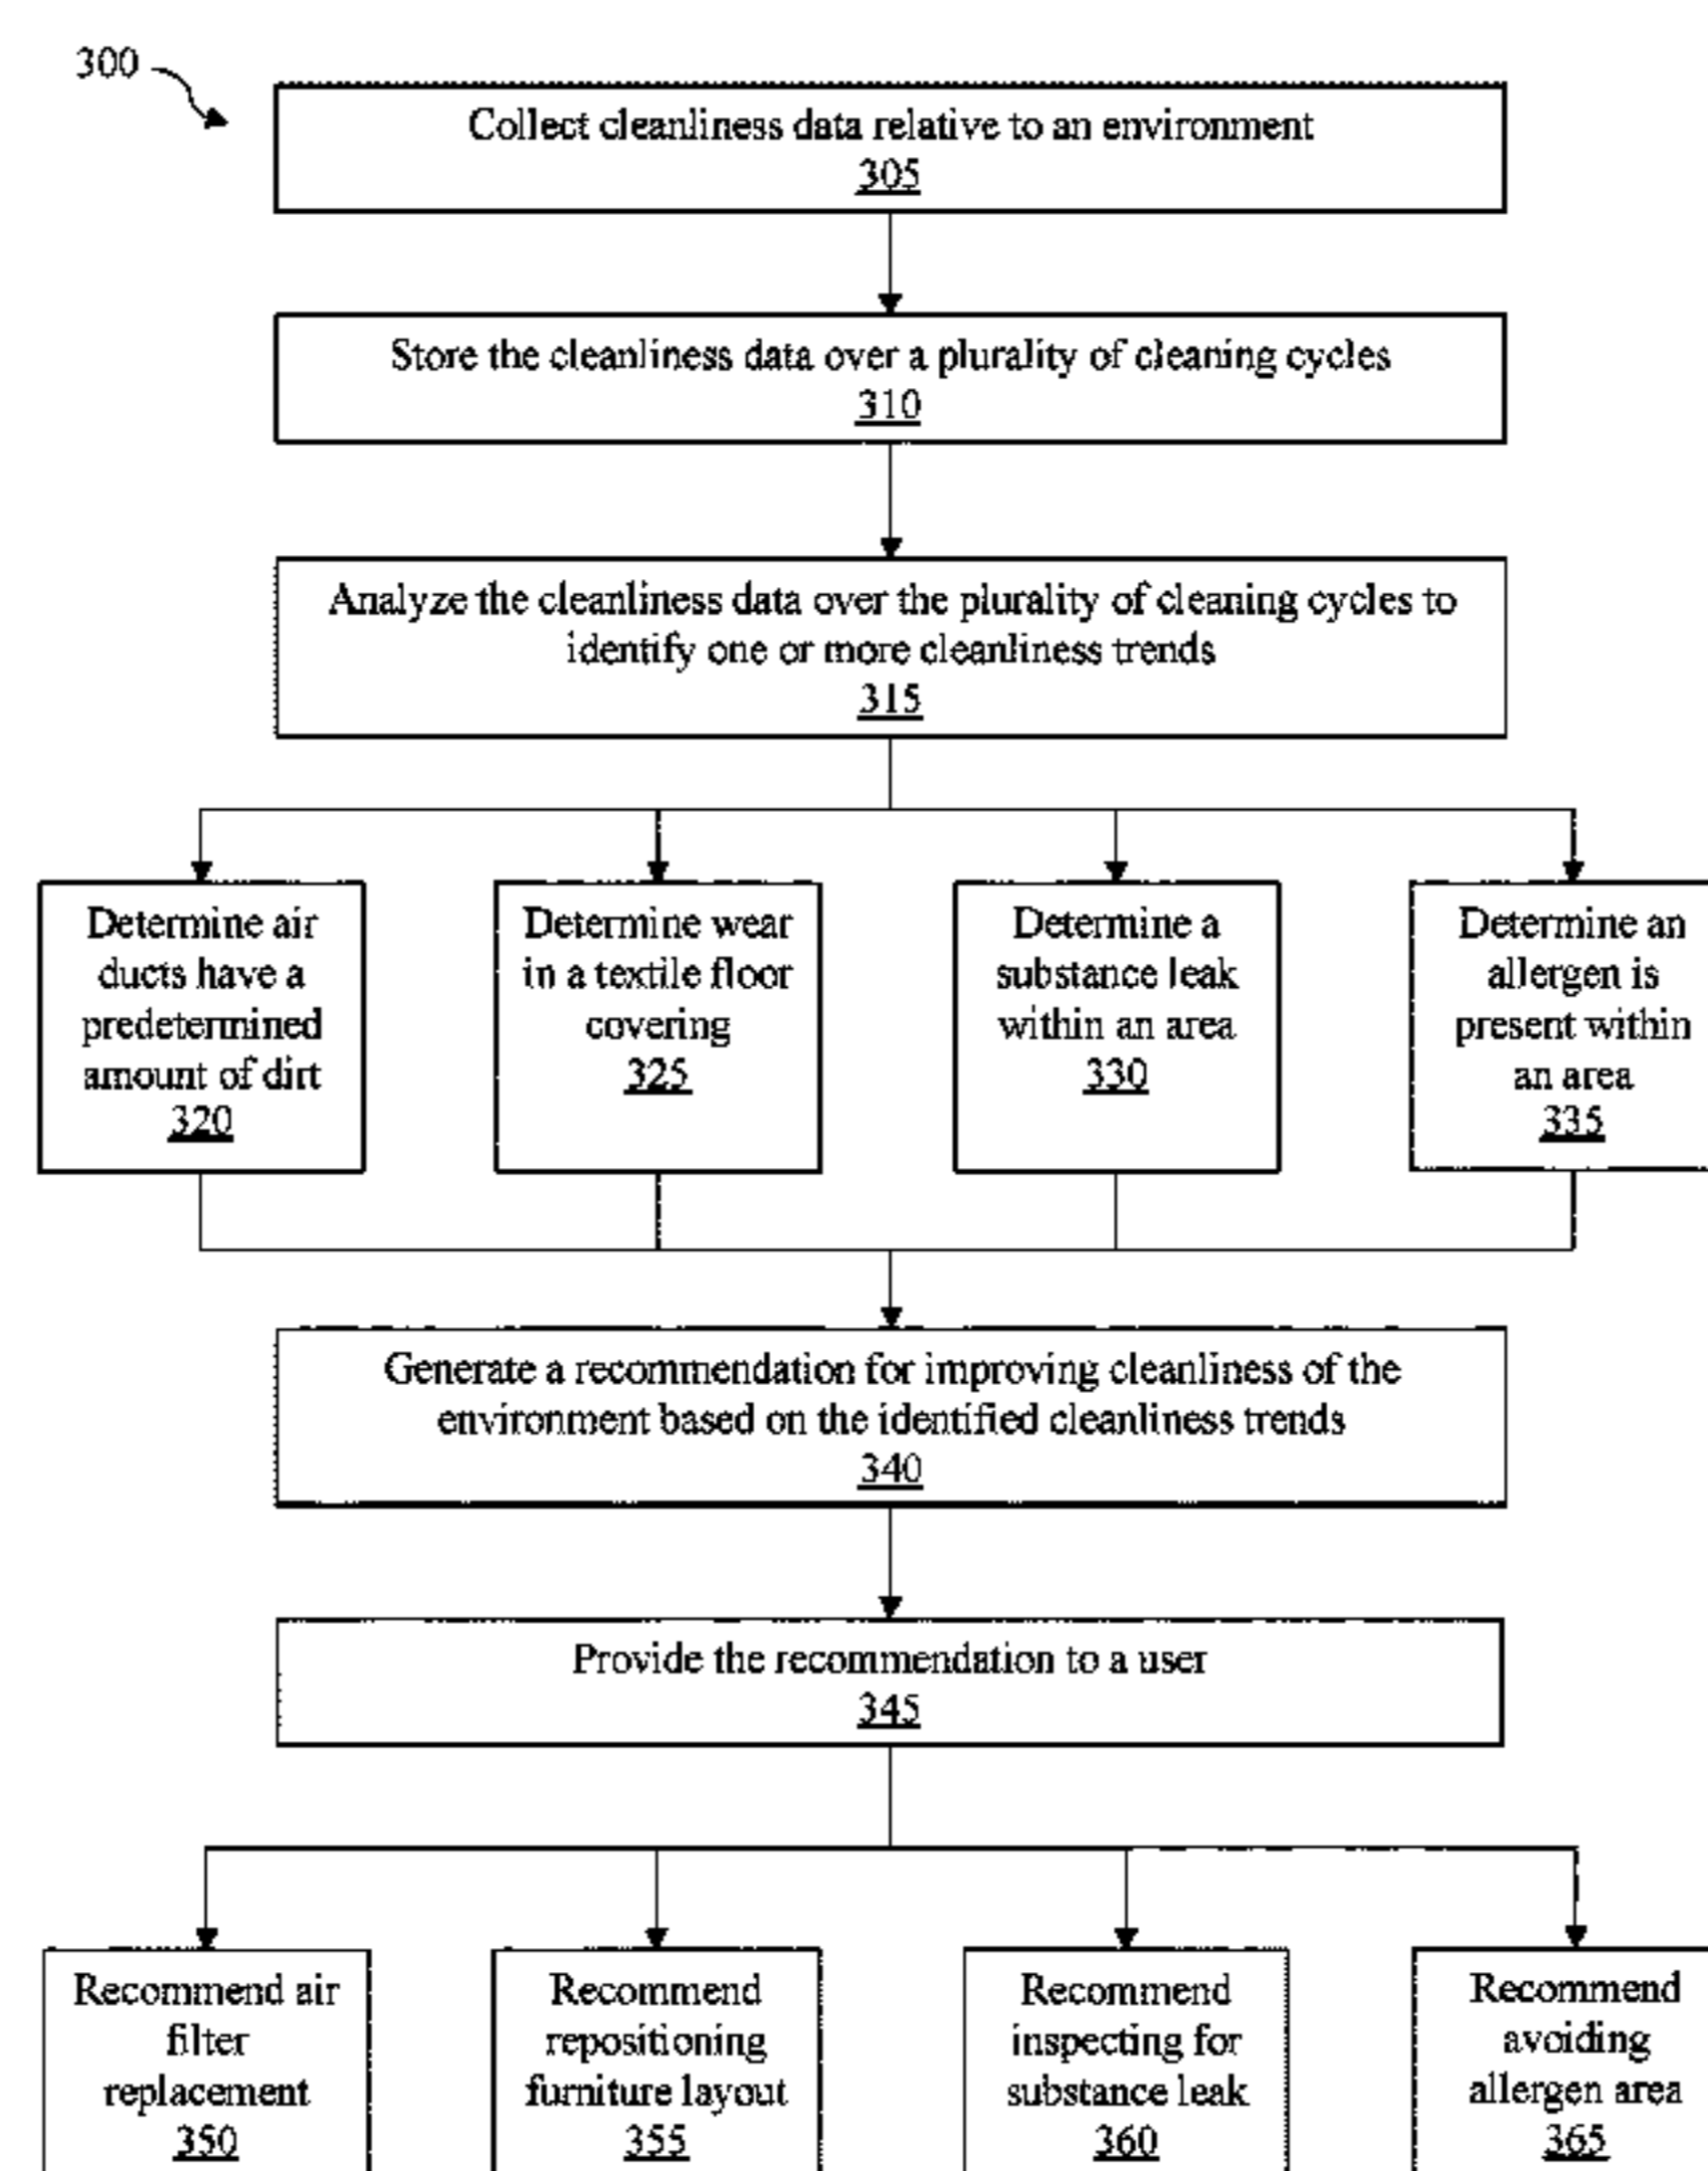 300
Collect cleanliness data relative to an environment
305
Store the cleanliness data over a plurality of cleaning cycles
310
Analyze the cleanliness data over the plurality of cleaning cycles to
identify one or more cleanliness trends
315
Determine air
ducts have a
predetermined
amount of dirt
320
Determine wear
in a textile floor
covering
325
Determine a
substance leak
within an area
330
Determine an
allergen is
present within
an area
335
Generate a recommendation for improving cleanliness of the
environment based on the identified cleanliness trends
340
Provide the recommendation to a user
345
Recommend air
filter
replacement
350
Recommend
repositioning
furniture layout
355
Recommend
inspecting for
substance leak
360
Recommend
avoiding
allergen area
365